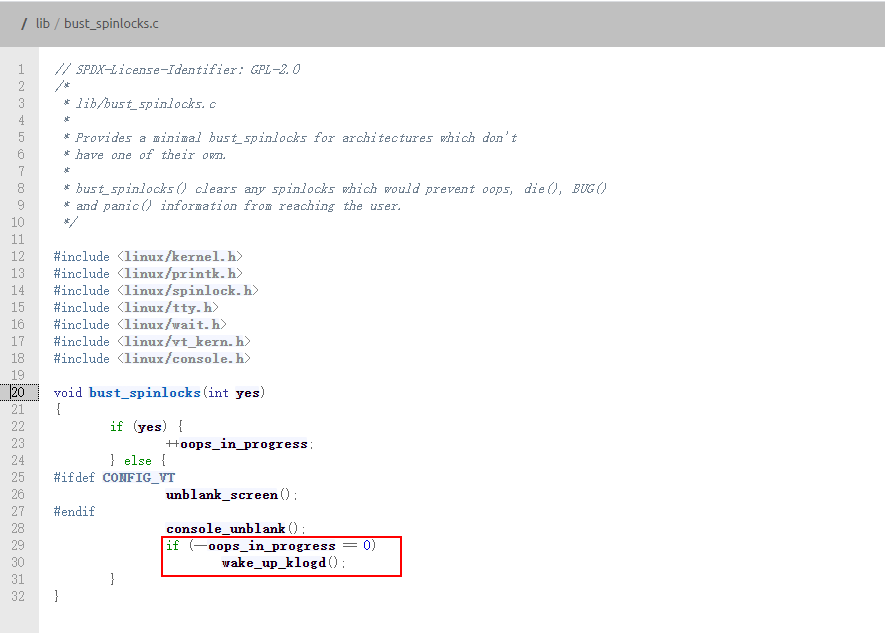 / lib / bust_spinlocks.c
1 // SPDX-License-Identifier: GPL-2.0
2 /*
3 * lib/bust_spinlocks.c
4 *
5 * Provides a minimal bust_spinlocks for architectures which don't
6 * have one of their own.
7 *
8 * bust_spinlocks() clears any spinlocks which would prevent oops, die(), BUG()
9 * and panic() information from reaching the user.
10 */
11
12 #include <linux/kernel.h>
13 #include <linux/printk.h>
14 #include <linux/spinlock.h>
15 #include <linux/tty.h>
16 #include <linux/wait.h>
17 #include <linux/vt_kern.h>
18 #include <linux/console.h>
19
20 void bust_spinlocks(int yes)
21 {
22 if (yes) {
23 ++oops_in_progress;
24 } else {
25 #ifdef CONFIG_VT
26 unblank_screen();
27 #endif
28 console_unblank();
29 if (--oops_in_progress == 0)
30 wake_up_klogd();
31 }
32 }